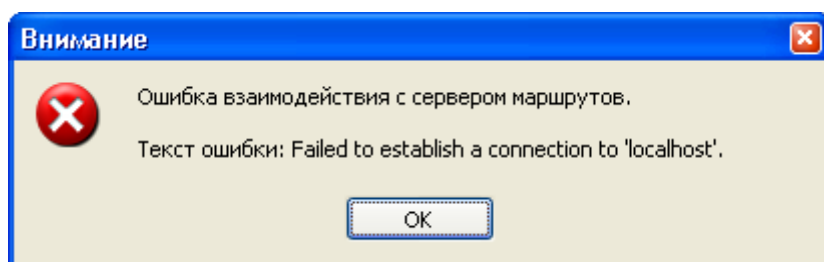 Внимание
Ошибка взаимодействия с сервером маршрутов.
Текст ошибки: Failed to establish a connection to 'localhost'.
OK